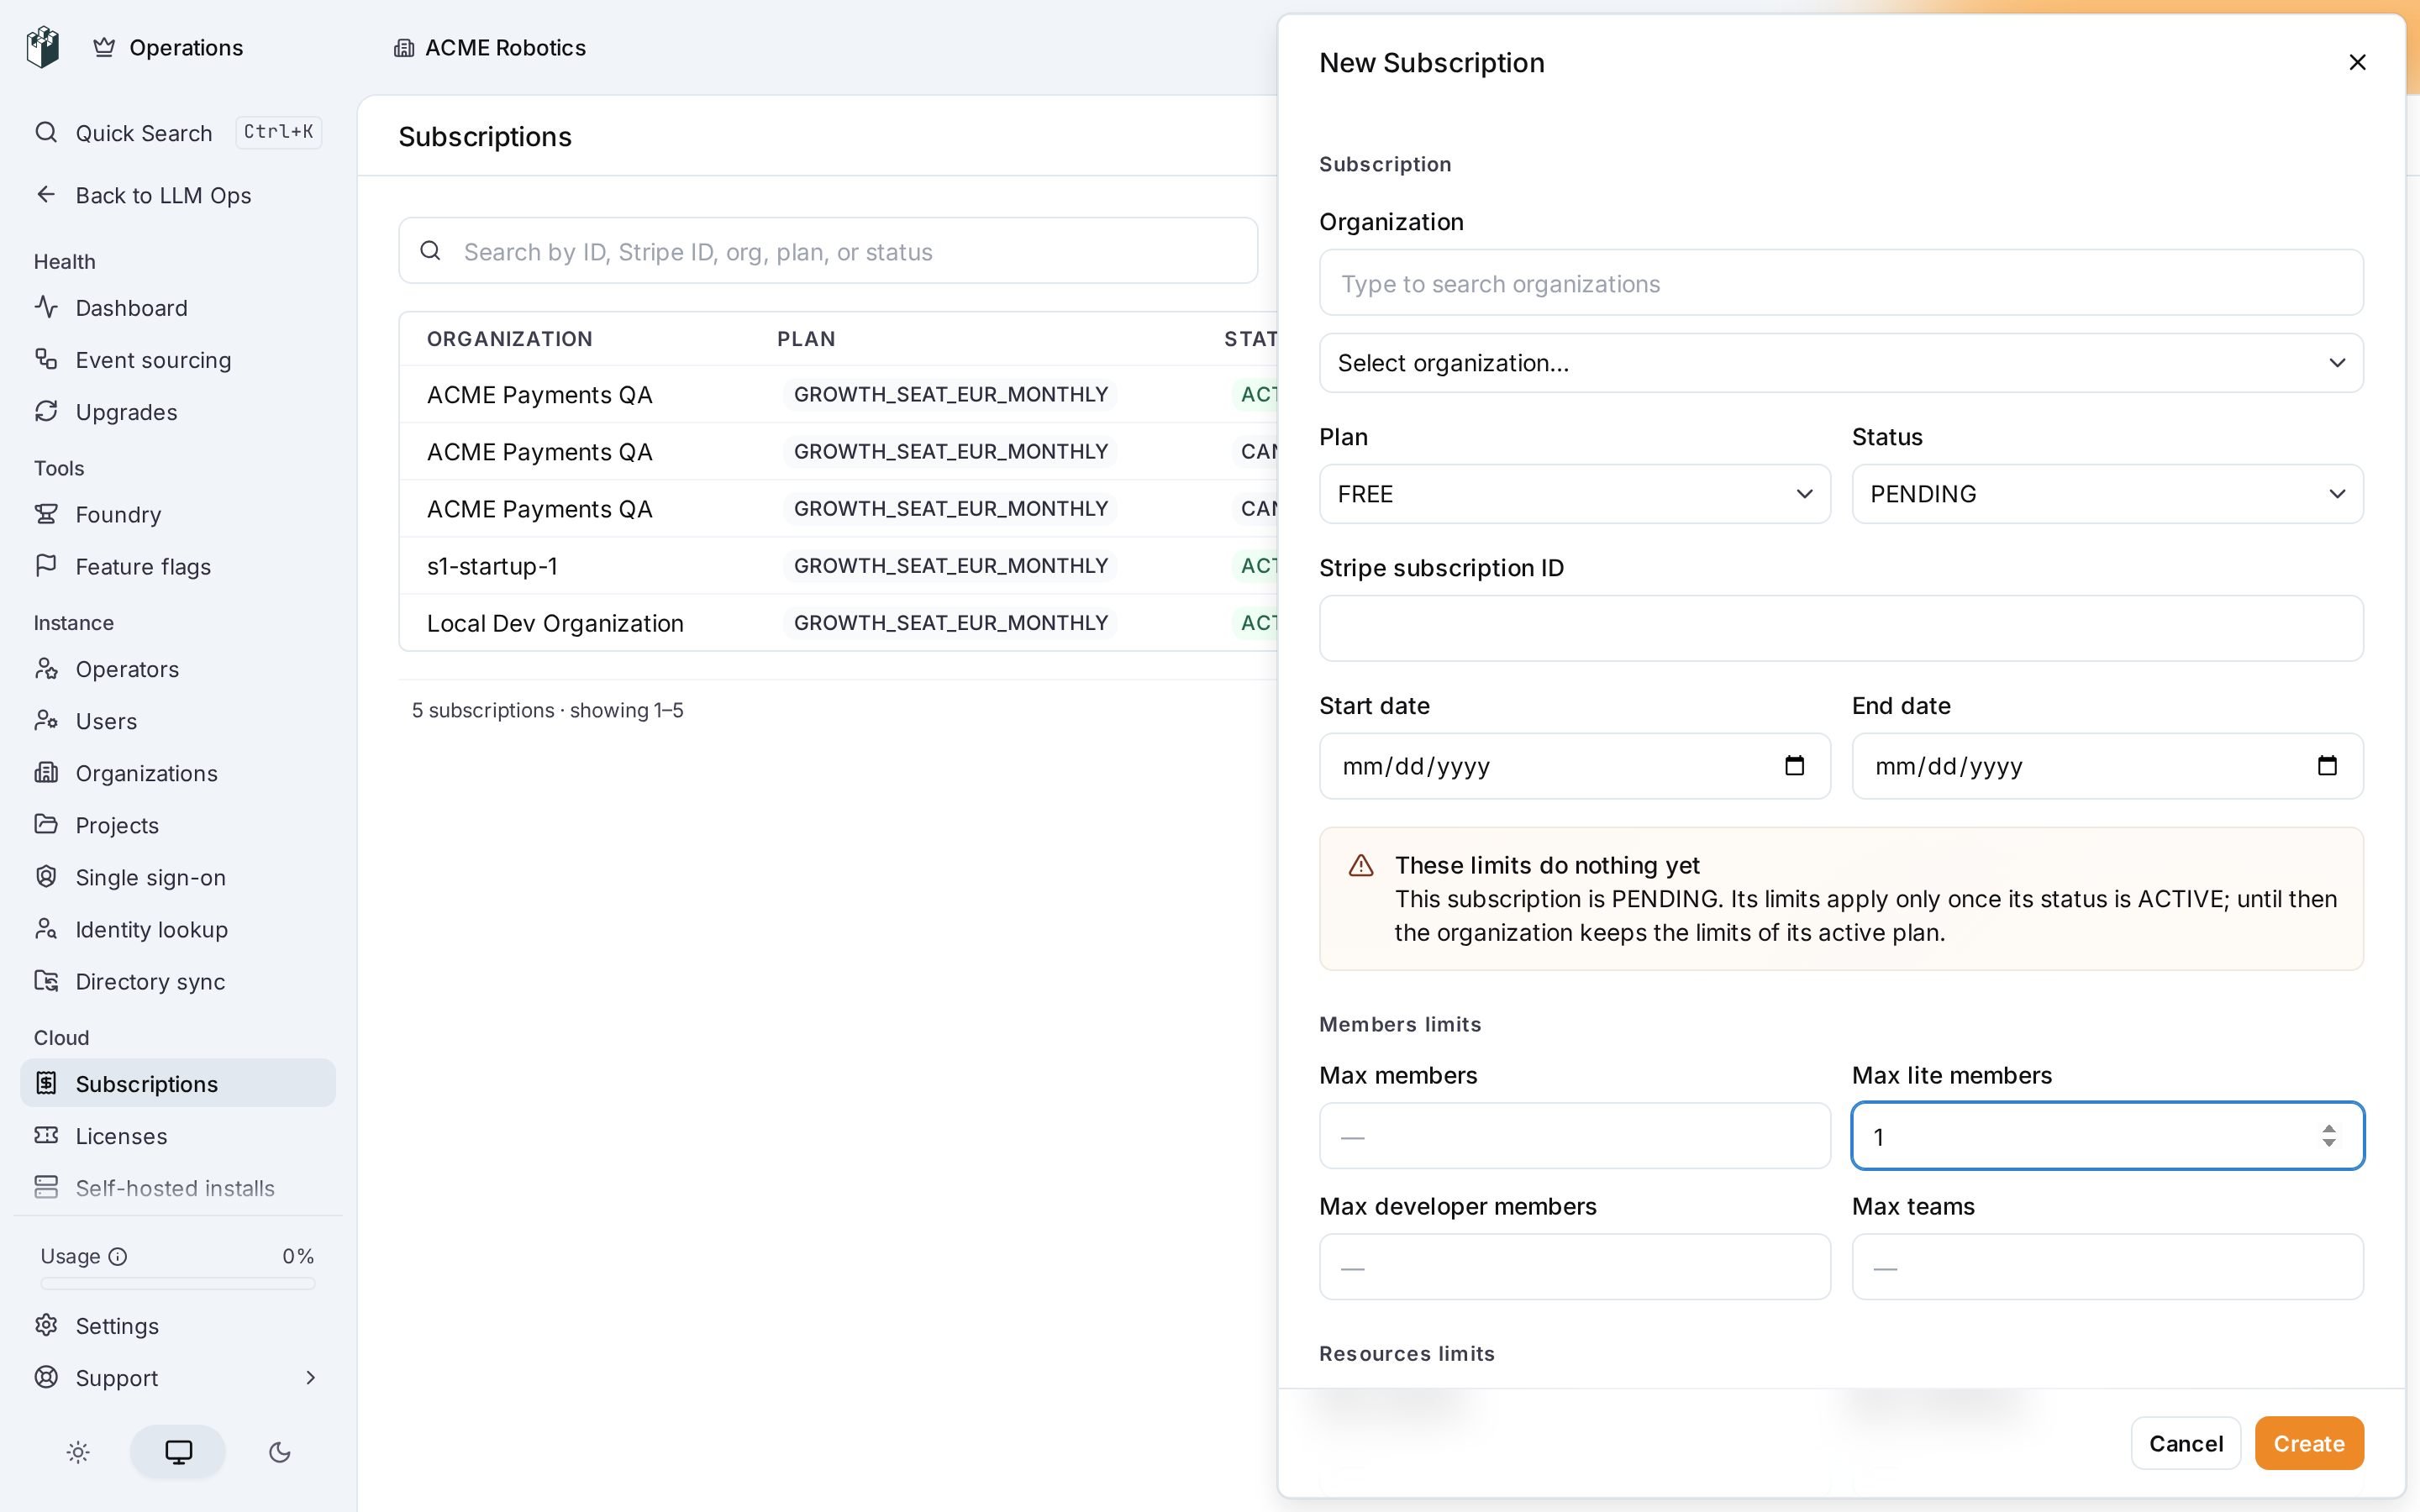 Operations
ACME Robotics
Quick Search Ctrl+K
Back to LLM Ops
Health
Dashboard
Event sourcing
Upgrades
Tools
Foundry
Feature flags
Instance
Operators
Users
Organizations
Projects
Single sign-on
Identity lookup
Directory sync
Cloud
Subscriptions
Licenses
Self-hosted installs
Usage 0%
Settings
Support
Subscriptions
Search by ID, Stripe ID, org, plan, or status
ORGANIZATION PLAN STAT
ACME Payments QA GROWTH_SEAT_EUR_MONTHLY ACT
ACME Payments QA GROWTH_SEAT_EUR_MONTHLY CAN
ACME Payments QA GROWTH_SEAT_EUR_MONTHLY CAN
s1-startup-1 GROWTH_SEAT_EUR_MONTHLY ACT
Local Dev Organization GROWTH_SEAT_EUR_MONTHLY ACT
5 subscriptions · showing 1–5
New Subscription
Subscription
Organization
Type to search organizations
Select organization...
Plan Status
FREE PENDING
Stripe subscription ID
Start date End date
mm/dd/yyyy mm/dd/yyyy
These limits do nothing yet
This subscription is PENDING. Its limits apply only once its status is ACTIVE; until then
the organization keeps the limits of its active plan.
Members limits
Max members Max lite members
— 1
Max developer members Max teams
— —
Resources limits
Cancel Create